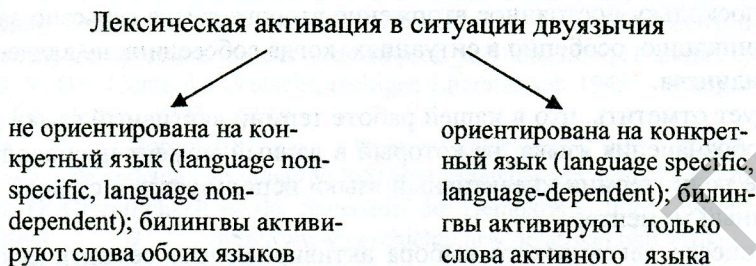 Лексическая активация в ситуации двуязычия
не ориентирована на кон-
кретный язык (language non-
specific, language non-
dependent); билингвы активи-
руют слова обоих языков
ориентирована на конкрет-
ный язык (language specific,
language-dependent); билин-
гвы активируют только
слова активного языка